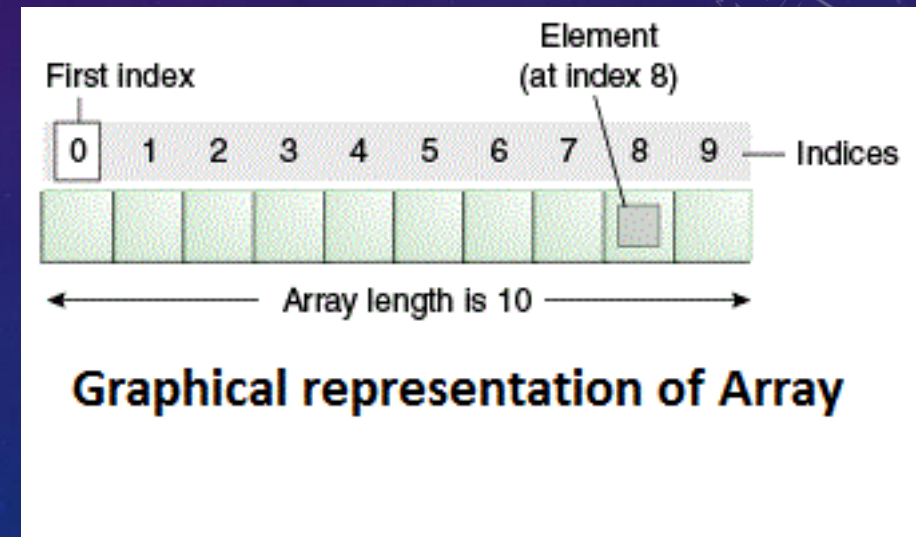 Element
First index
(at index 8)
0 1 2 3 4 5 6 7 8 9
Indices
Array length is 10
Graphical representation of Array